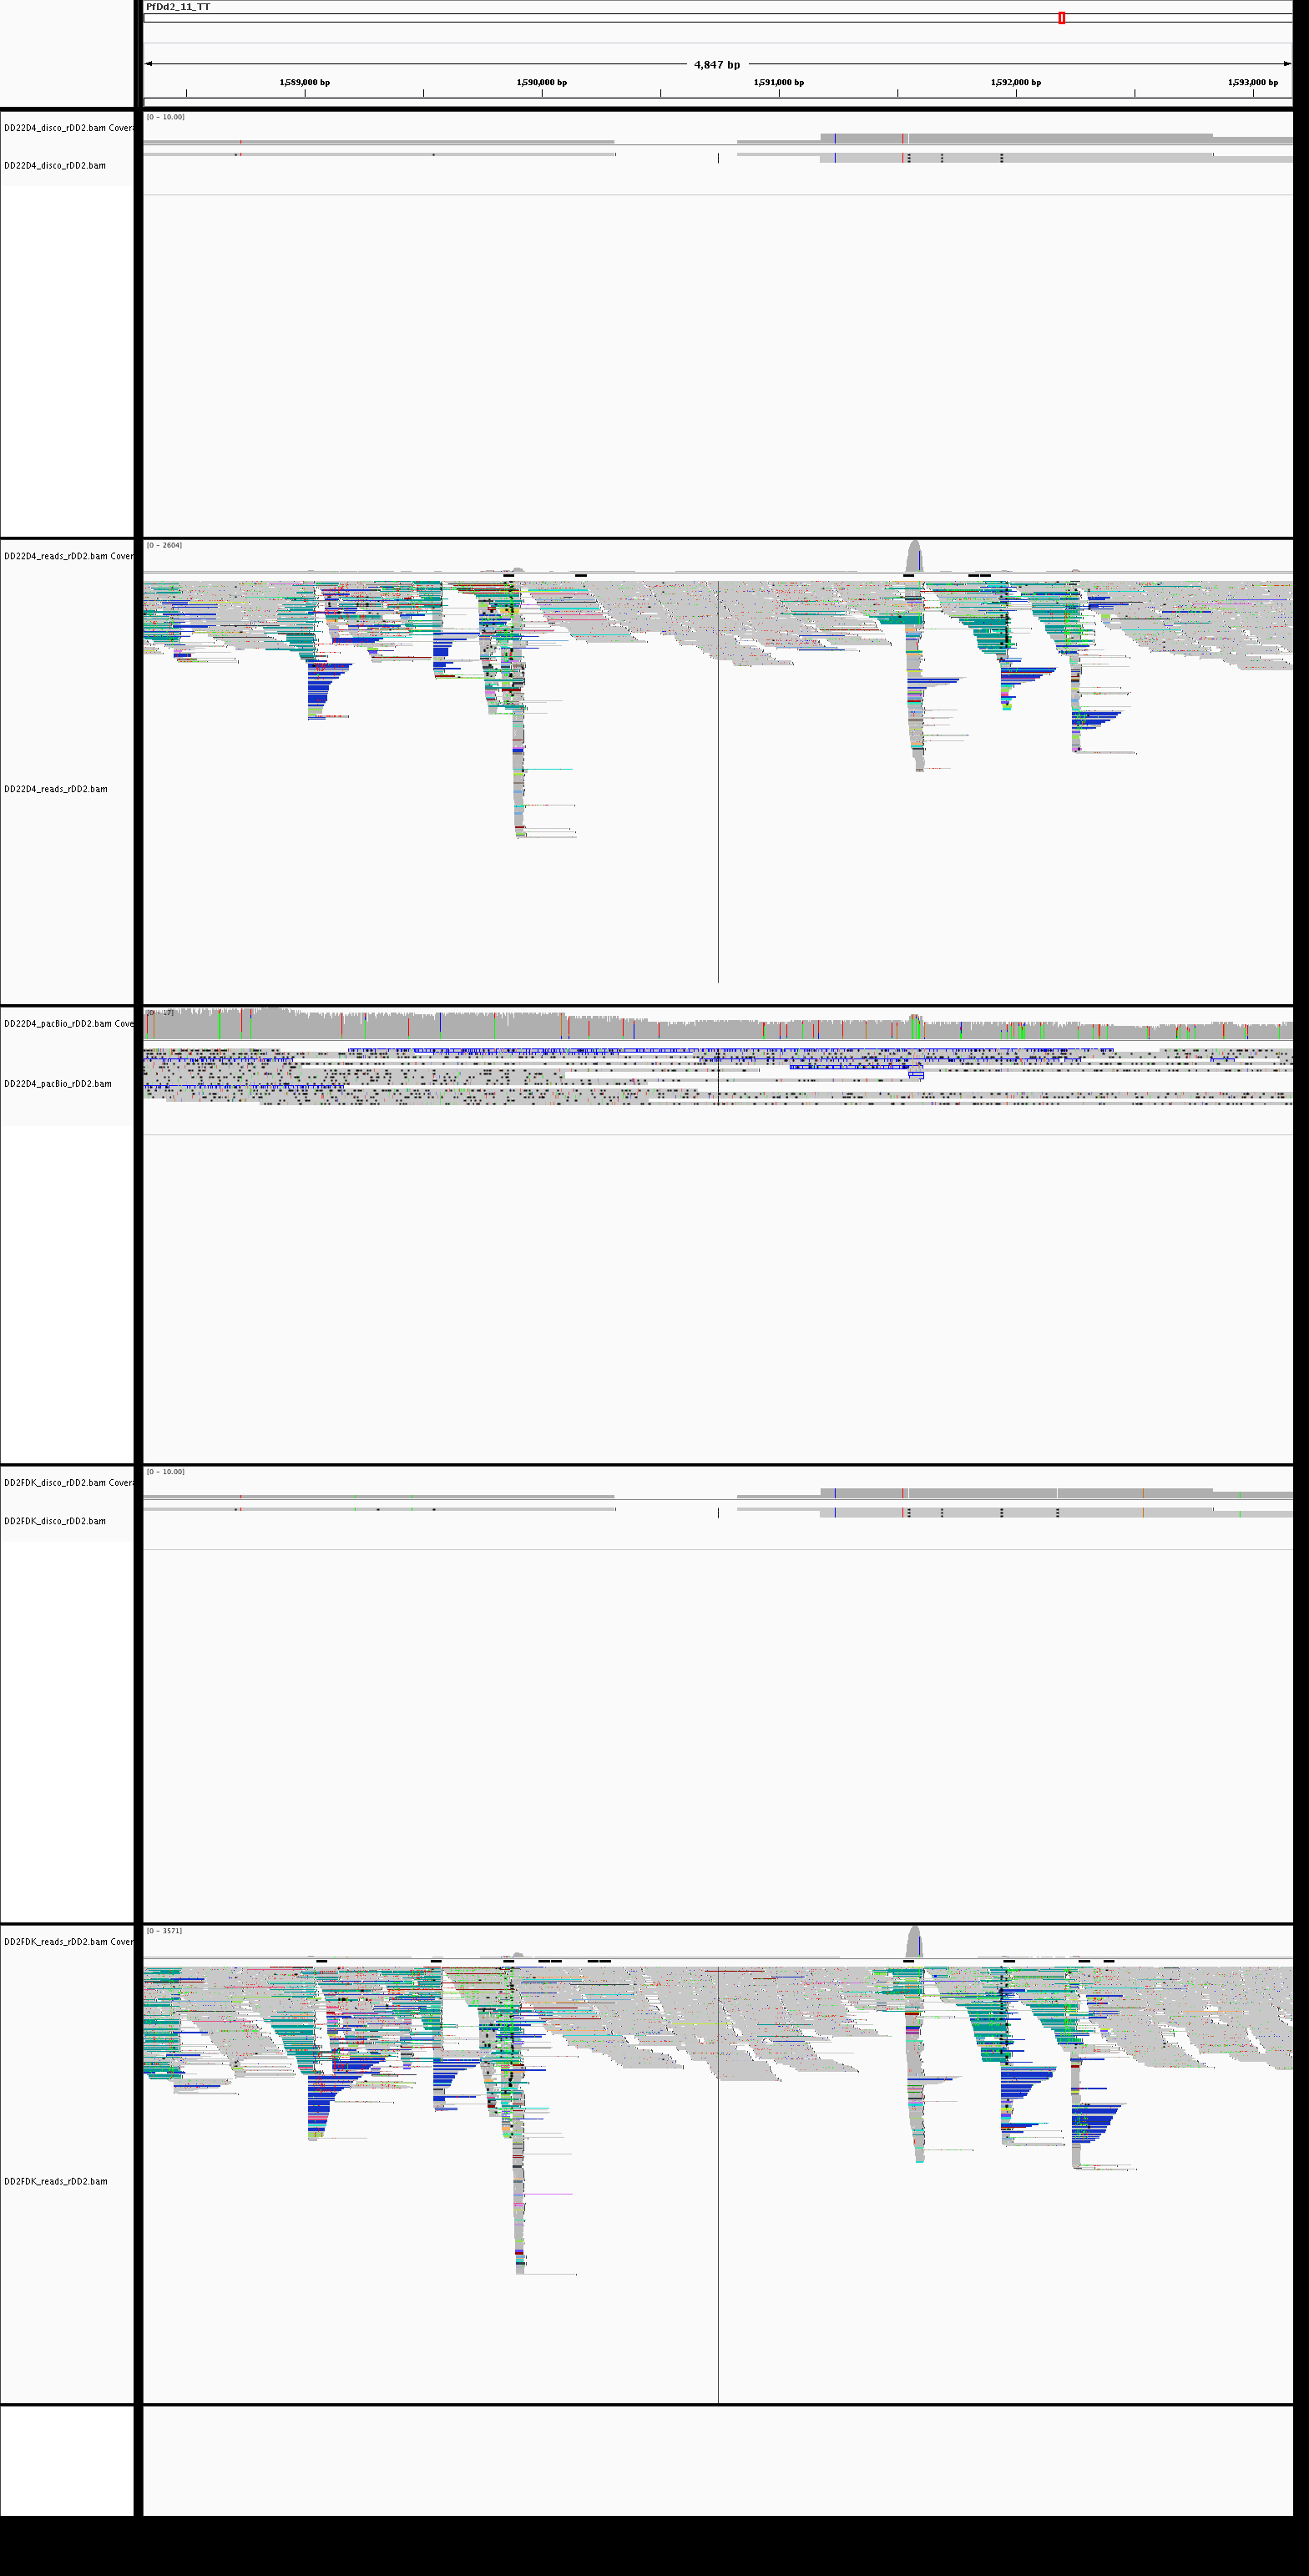 PfDd2_11_TT
4,847 bp
1,589,000 bp
1,590,000 bp
1,591,000 bp
1,592,000 bp
1,593,000 bp
[0 - 10.00]
DD22D4_disco_rDD2.bam Covera
DD22D4_disco_rDD2.bam
[0 - 2604]
DD22D4_reads_rDD2.bam Cover
DD22D4_reads_rDD2.bam
[0 - 17]
DD22D4_pacBio_rDD2.bam Cove
DD22D4_pacBio_rDD2.bam
[0 - 10.00]
DD2FDK_disco_rDD2.bam Covera
DD2FDK_disco_rDD2.bam
[0 - 3571]
DD2FDK_reads_rDD2.bam Cover
DD2FDK_reads_rDD2.bam